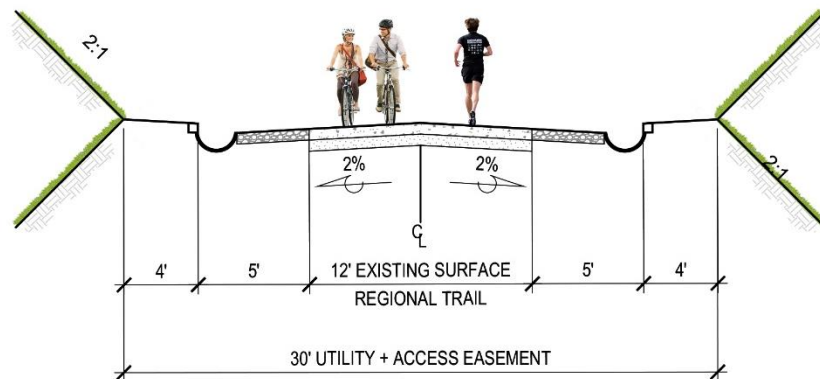 2:1
2:1
2%
2%
CL
4'
5'
12' EXISTING SURFACE
5'
4'
REGIONAL TRAIL
30' UTILITY + ACCESS EASEMENT